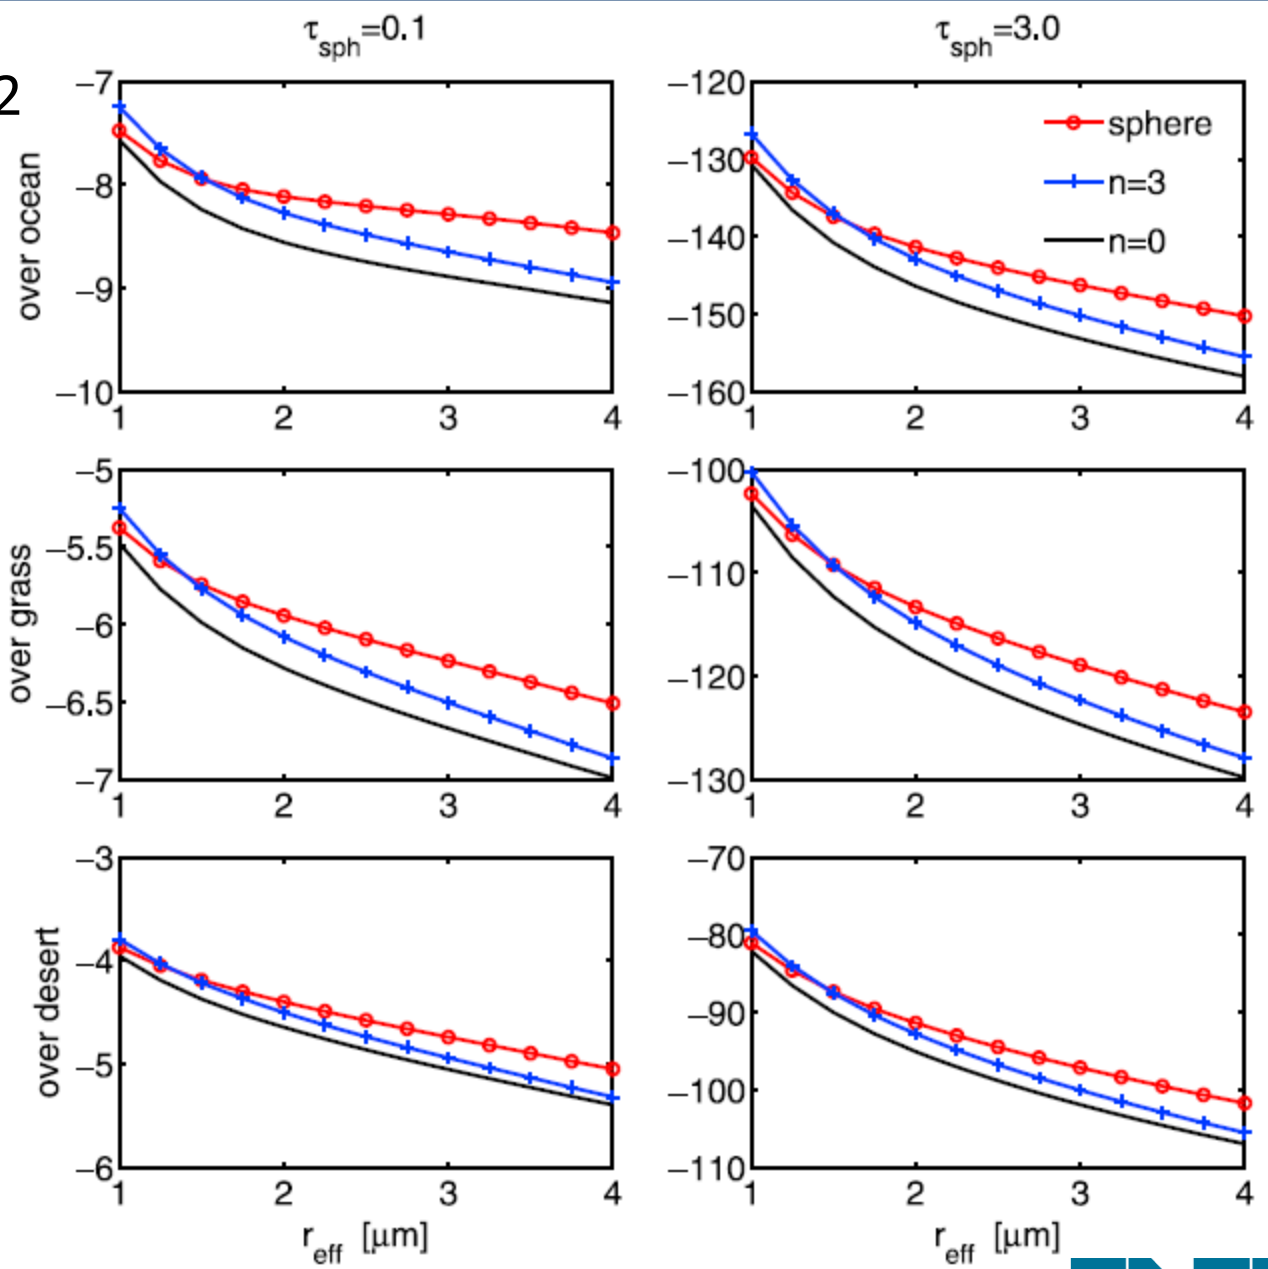 τsph=0.1
τsph=3.0
2
over ocean
−7
−8
−9
−10
1 2 3 4
−120
−130
−140
−150
−160
1 2 3 4
sphere
n=3
n=0
over grass
−5
−5.5
−6
−6.5
−7
1 2 3 4
−100
−110
−120
−130
1 2 3 4
over desert
−3
−4
−5
−6
1 2 3 4
reff [μm]
−70
−80
−90
−100
−110
1 2 3 4
reff [μm]